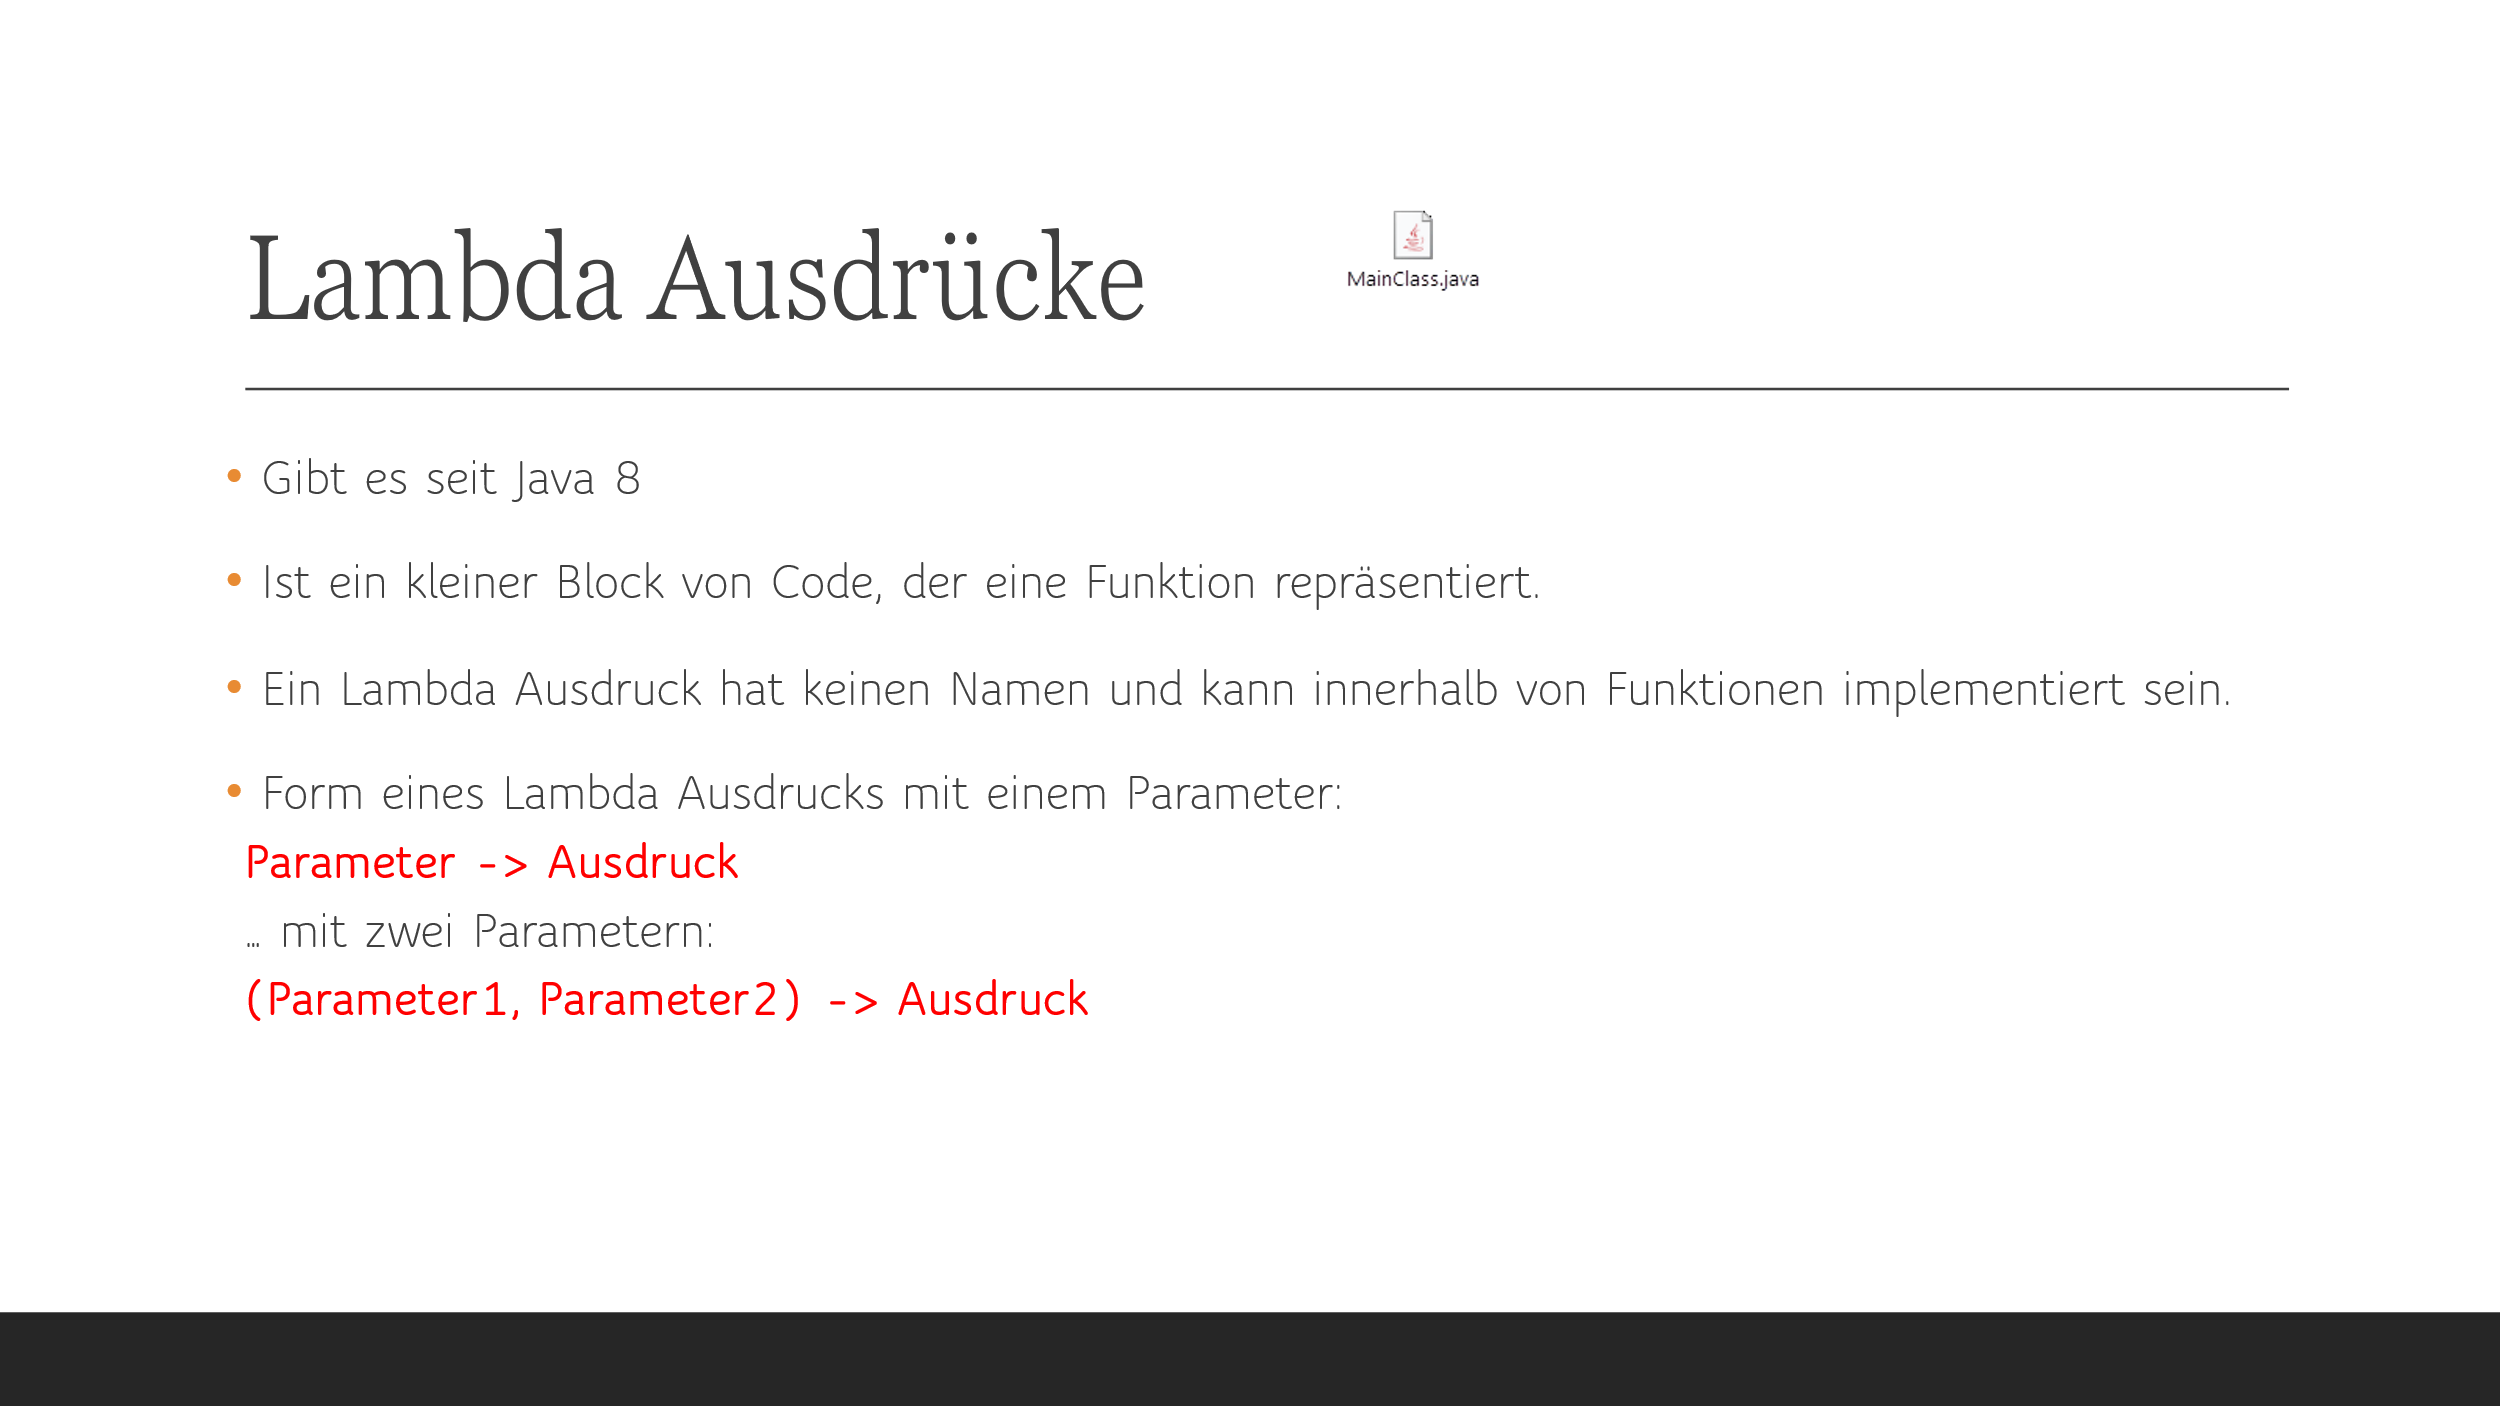 Lambda Ausdrücke
MainClass.java
• Gibt es seit Java 8
• Ist ein kleiner Block von Code, der eine Funktion repräsentiert.
• Ein Lambda Ausdruck hat keinen Namen und kann innerhalb von Funktionen implementiert sein.
• Form eines Lambda Ausdrucks mit einem Parameter:
Parameter -> Ausdruck
… mit zwei Parametern:
(Parameter1, Parameter2) -> Ausdruck